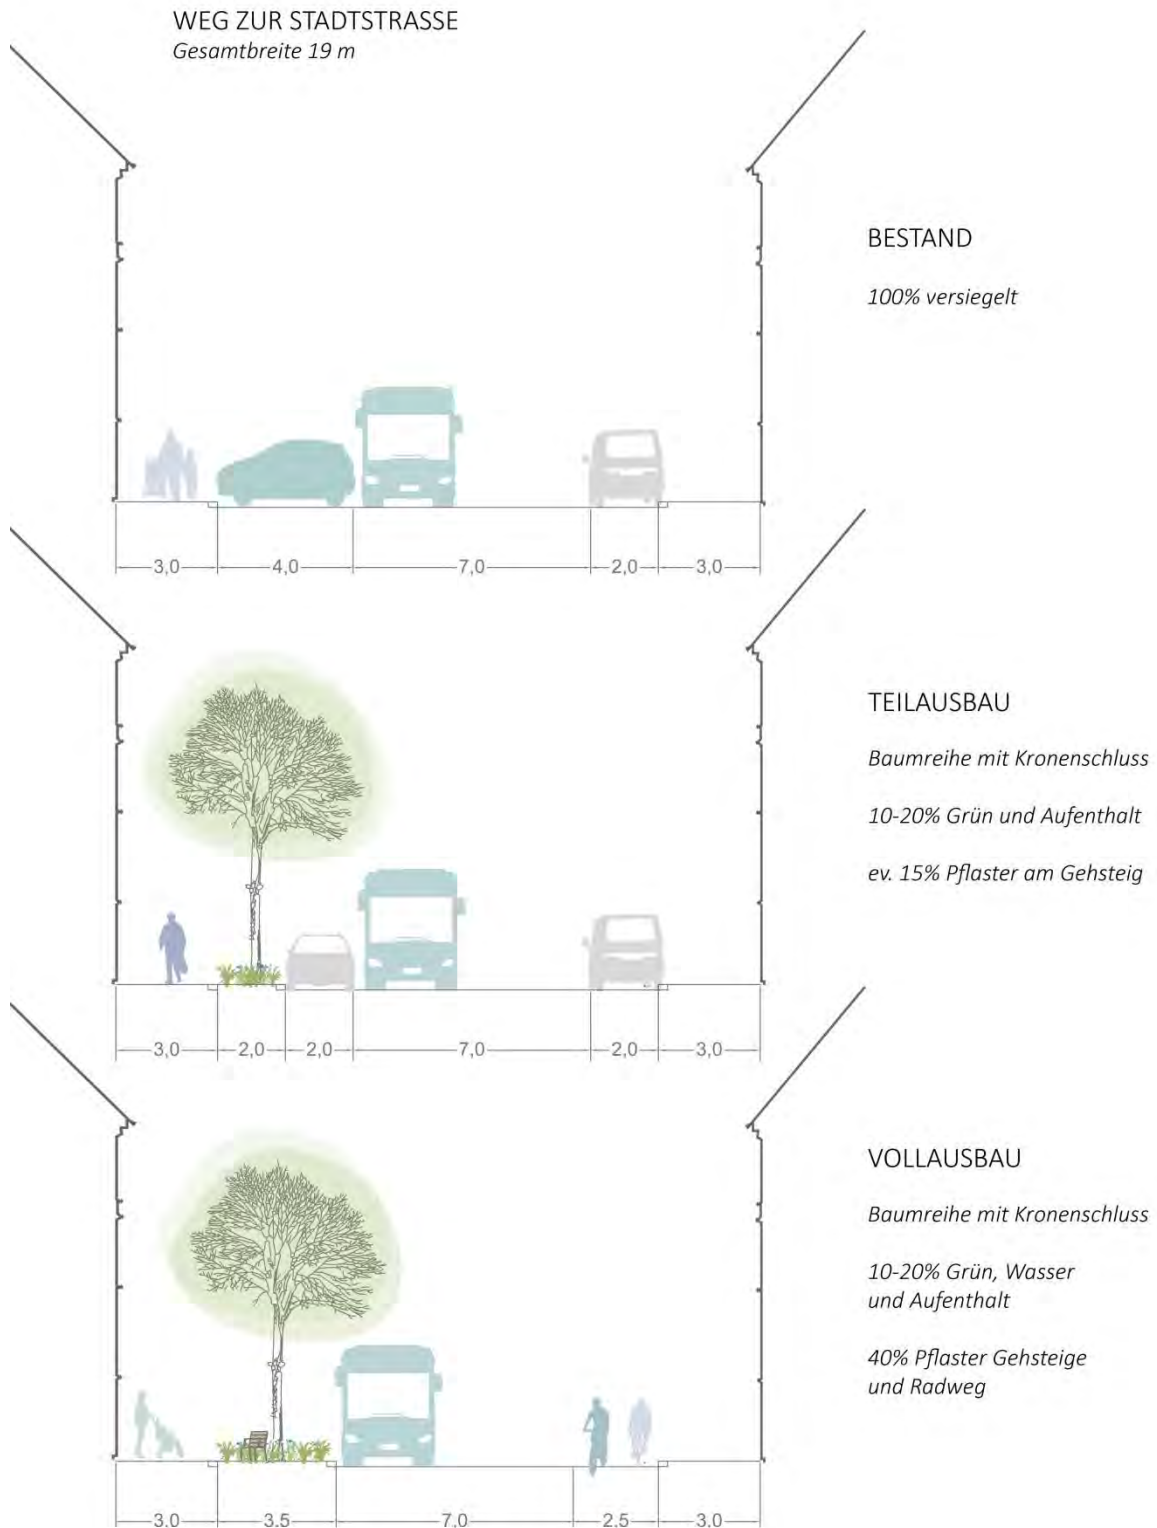 WEG ZUR STADTSTRASSE
Gesamtbreite 19 m
BESTAND
100% versiegelt
3,0 4,0 7,0 2,0 3,0
TEILAUSBAU
Baumreihe mit Kronenschluss
10-20% Grün und Aufenthalt
ev. 15% Pflaster am Gehsteig
3,0 2,0 2,0 7,0 2,0 3,0
VOLLAUSBAU
Baumreihe mit Kronenschluss
10-20% Grün, Wasser
und Aufenthalt
40% Pflaster Gehsteige
und Radweg
3,0 3,5 7,0 2,5 3,0